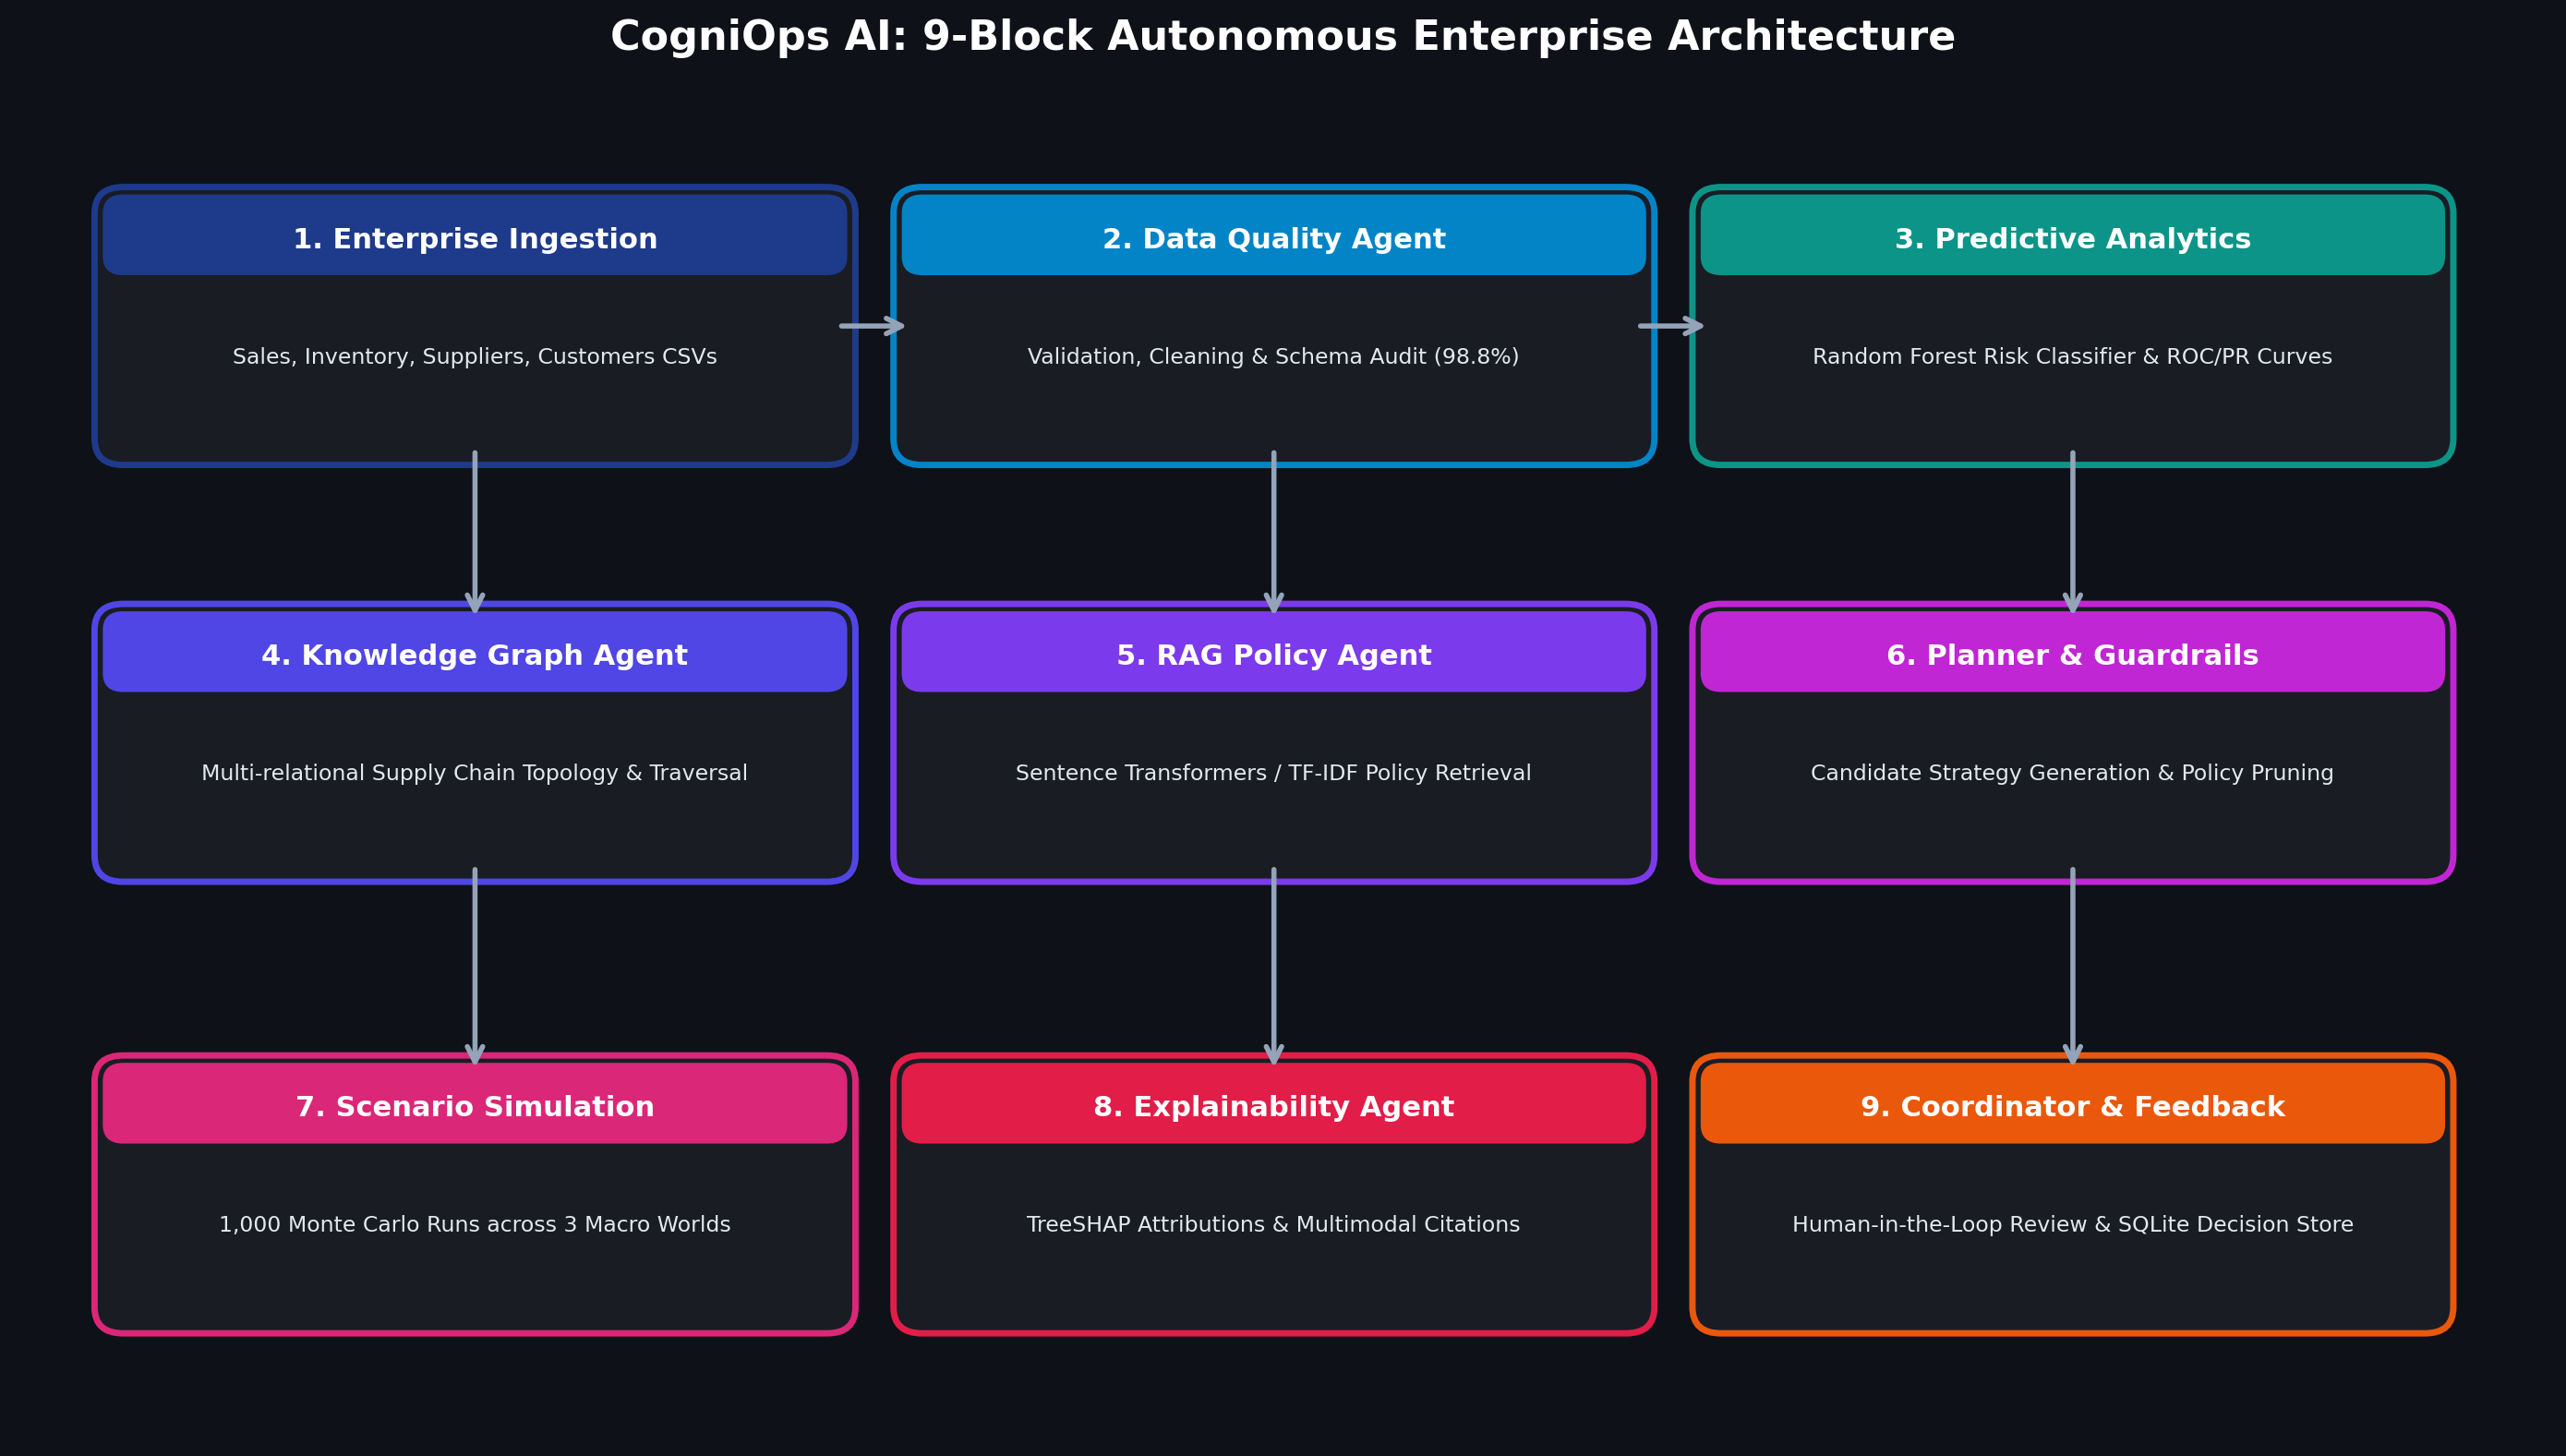 CogniOps AI: 9-Block Autonomous Enterprise Architecture
1. Enterprise Ingestion
Sales, Inventory, Suppliers, Customers CSVs
2. Data Quality Agent
Validation, Cleaning & Schema Audit (98.8%)
3. Predictive Analytics
Random Forest Risk Classifier & ROC/PR Curves
4. Knowledge Graph Agent
Multi-relational Supply Chain Topology & Traversal
5. RAG Policy Agent
Sentence Transformers / TF-IDF Policy Retrieval
6. Planner & Guardrails
Candidate Strategy Generation & Policy Pruning
7. Scenario Simulation
1,000 Monte Carlo Runs across 3 Macro Worlds
8. Explainability Agent
TreeSHAP Attributions & Multimodal Citations
9. Coordinator & Feedback
Human-in-the-Loop Review & SQLite Decision Store